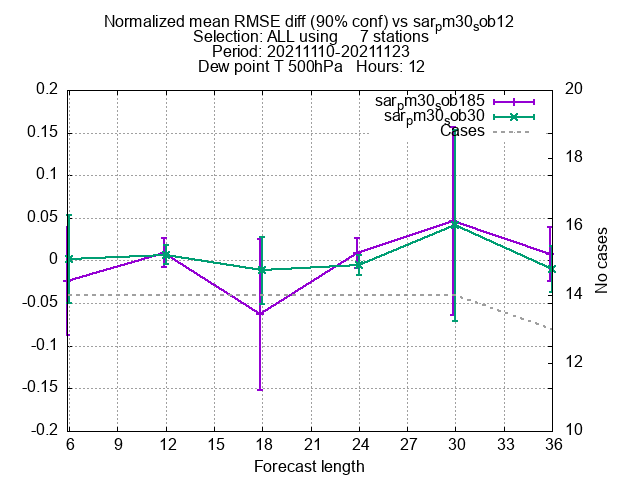 Normalized mean RMSE diff (90% conf) vs sarpm30sob12
Selection: ALL using 7 stations
Period: 20211110-20211123
Dew point T 500hPa Hours: 12
sarpm30sob185
sarpm30sob30
Cases
0.2
0.15
0.1
0.05
0
-0.05
-0.1
-0.15
-0.2
20
18
16
14
12
10
No cases
6 9 12 15 18 21 24 27 30 33 36
Forecast length